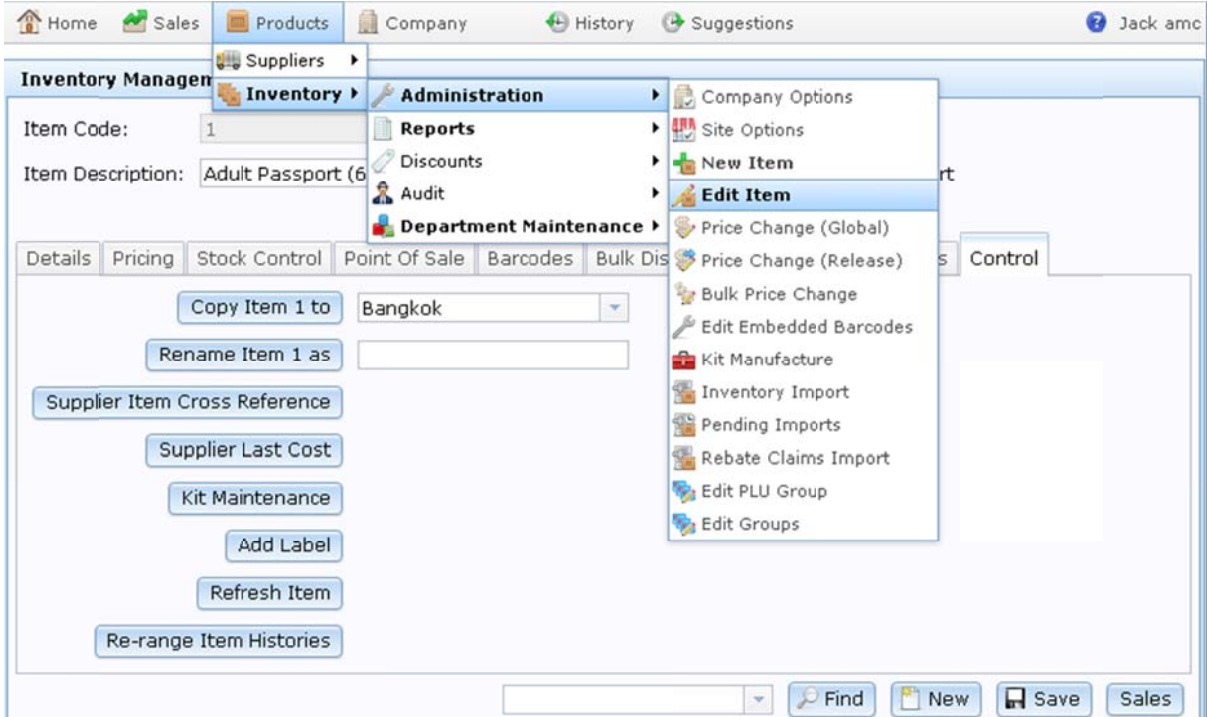 Home Sales Products Company History Suggestions Jack amc
Suppliers
Inventory Managem
Inventory Administration Company Options
Item Code: 1 Reports Site Options
Discounts New Item
Item Description: Adult Passport (6 Audit Edit Item rt
Department Maintenance Price Change (Global)
Details Pricing Stock Control Point Of Sale Barcodes Bulk Dis Price Change (Release) s Control
Copy Item 1 to Bangkok Bulk Price Change
Edit Embedded Barcodes
Rename Item 1 as Kit Manufacture
Supplier Item Cross Reference Inventory Import
Pending Imports
Supplier Last Cost Rebate Claims Import
Kit Maintenance Edit PLU Group
Edit Groups
Add Label
Refresh Item
Re-range Item Histories
Find New Save Sales